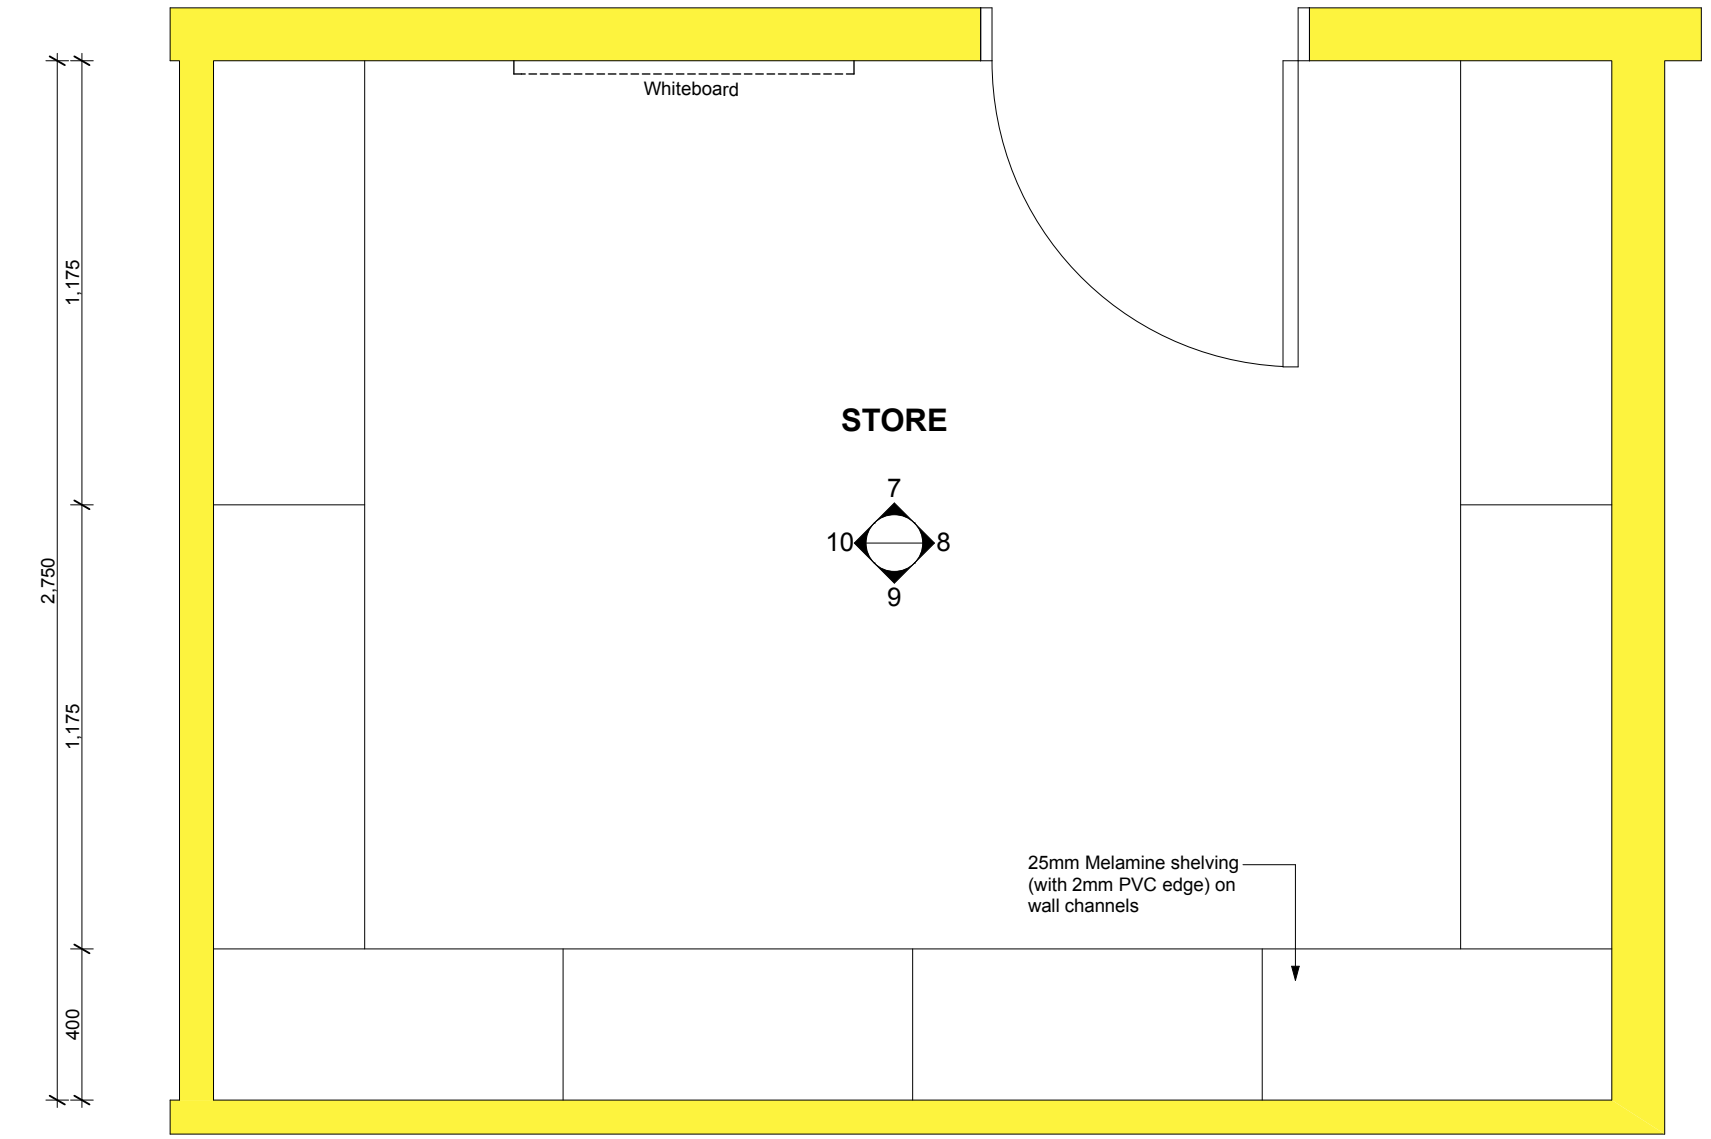 Whiteboard
1,175
STORE
7
10
8
9
2,750
1,175
25mm Melamine shelving
(with 2mm PVC edge) on
wall channels
400